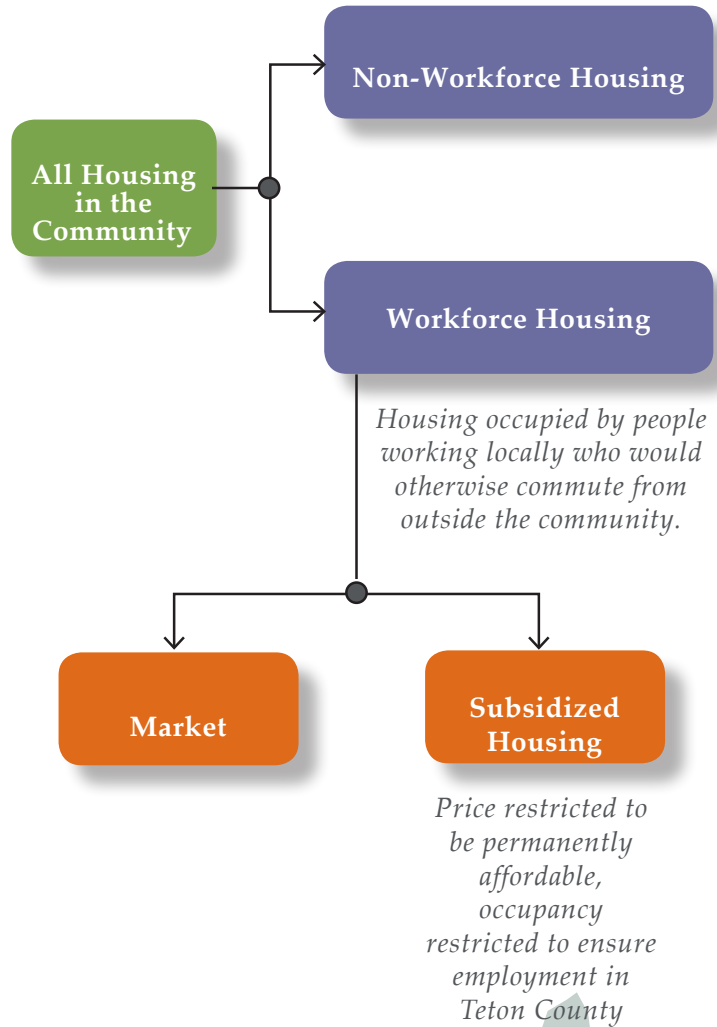 Non-Workforce Housing
All Housing
in the
Community
Workforce Housing
Housing occupied by people
working locally who would
otherwise commute from
outside the community.
Market
Subsidized
Housing
Price restricted to
be permanently
affordable,
occupancy
restricted to ensure
employment in
Teton County